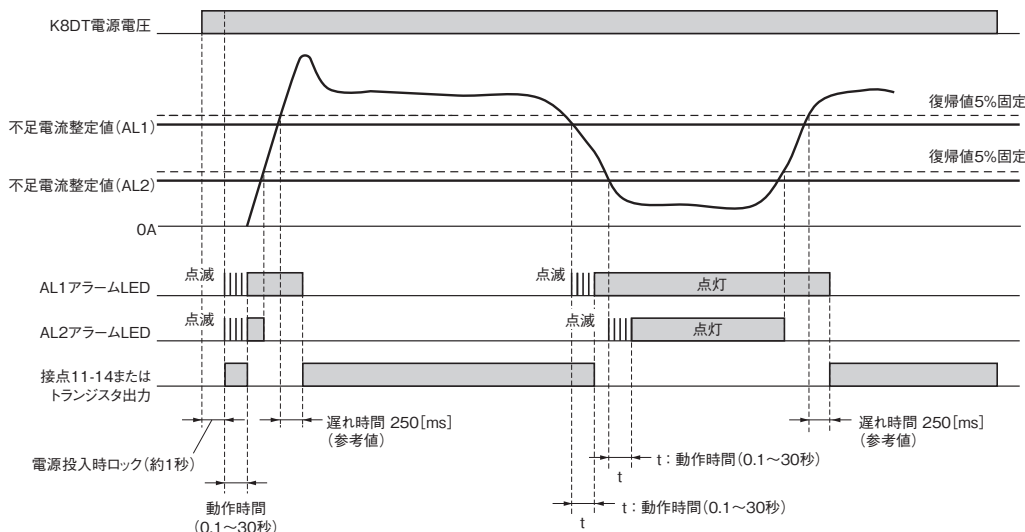 K8DT電源電圧
復帰値5%固定
不足電流整定値(AL1)
復帰値5%固定
不足電流整定値(AL2)
0A
点滅
点滅
点灯
AL1アラームLED
点滅
点滅
点灯
AL2アラームLED
接点11-14または
トランジスタ出力
遅れ時間 250[ms]
(参考値)
遅れ時間 250[ms]
(参考値)
電源投入時ロック(約1秒)
t:動作時間(0.1~30秒)
t
動作時間
(0.1~30秒)
t:動作時間(0.1~30秒)
t